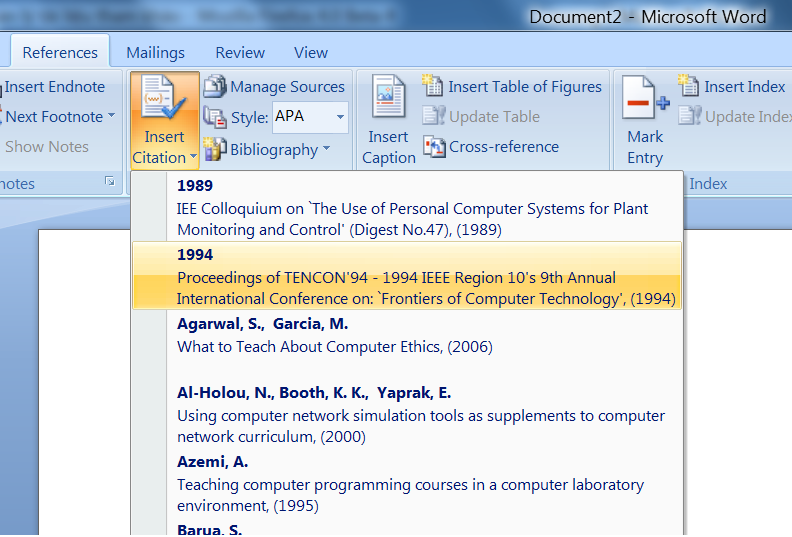 Document2 - Microsoft Word
References Mailings Review View
Insert Endnote
Next Footnote
Show Notes
notes
Insert
Citation
Manage Sources
Style: APA
Bibliography
Insert
Caption
Insert Table of Figures
Update Table
Cross-reference
Mark
Entry
Insert Index
Update Index
Index
1989
IEE Colloquium on `The Use of Personal Computer Systems for Plant
Monitoring and Control' (Digest No.47), (1989)
1994
Proceedings of TENCON'94 - 1994 IEEE Region 10's 9th Annual
International Conference on: `Frontiers of Computer Technology', (1994)
Agarwal, S., Garcia, M.
What to Teach About Computer Ethics, (2006)
Al-Holou, N., Booth, K. K., Yaprak, E.
Using computer network simulation tools as supplements to computer
network curriculum, (2000)
Azemi, A.
Teaching computer programming courses in a computer laboratory
environment, (1995)
Barua, S.